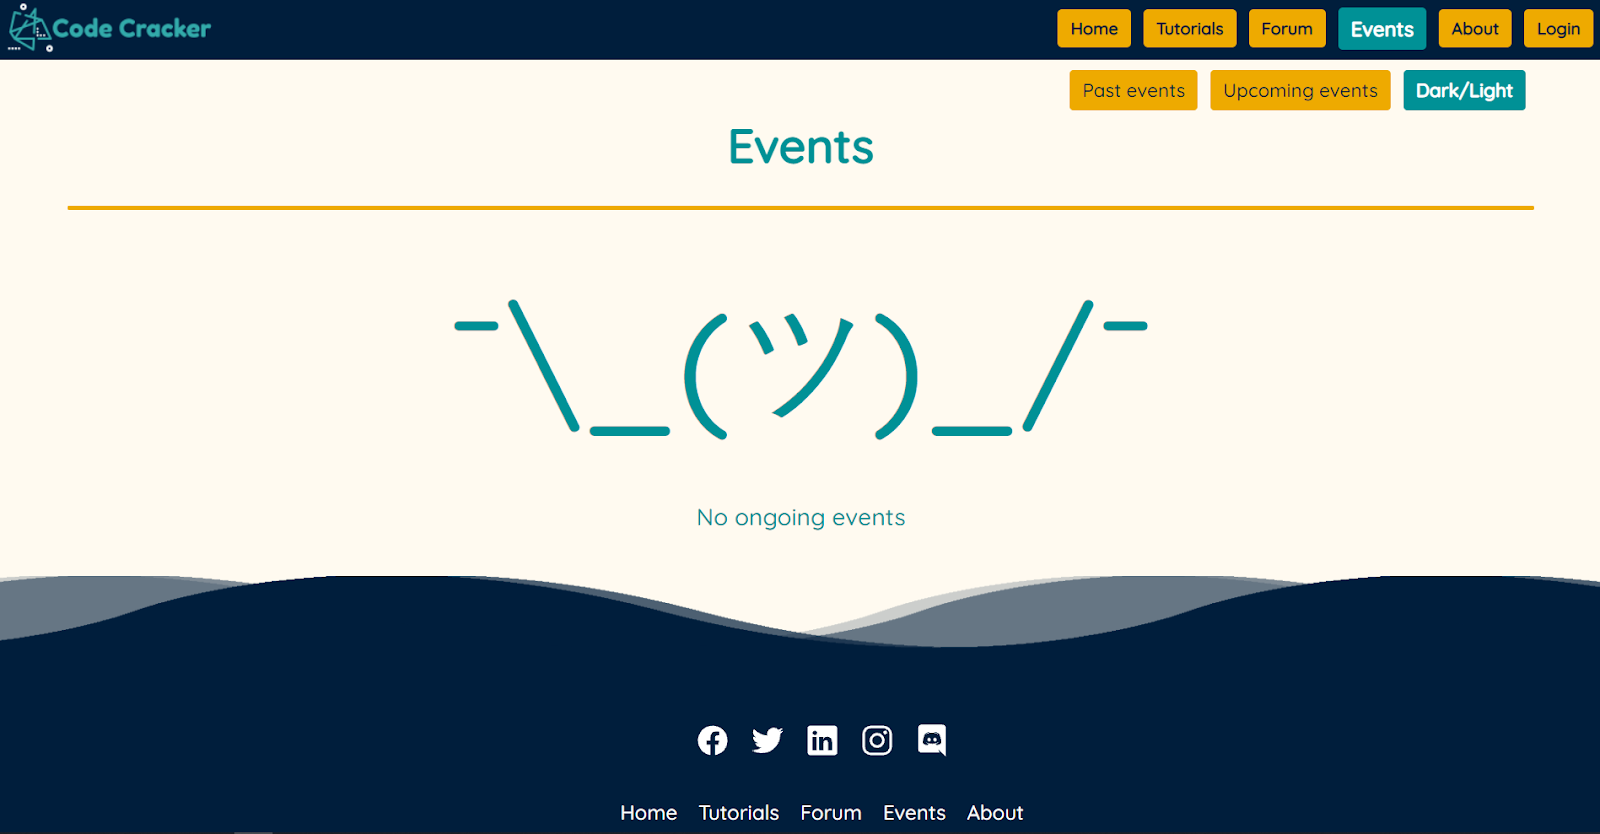 Code Cracker
Home Tutorials Forum Events About Login
Past events Upcoming events Dark/Light
Events
¯\_(ツ)_/¯
No ongoing events
Home Tutorials Forum Events About